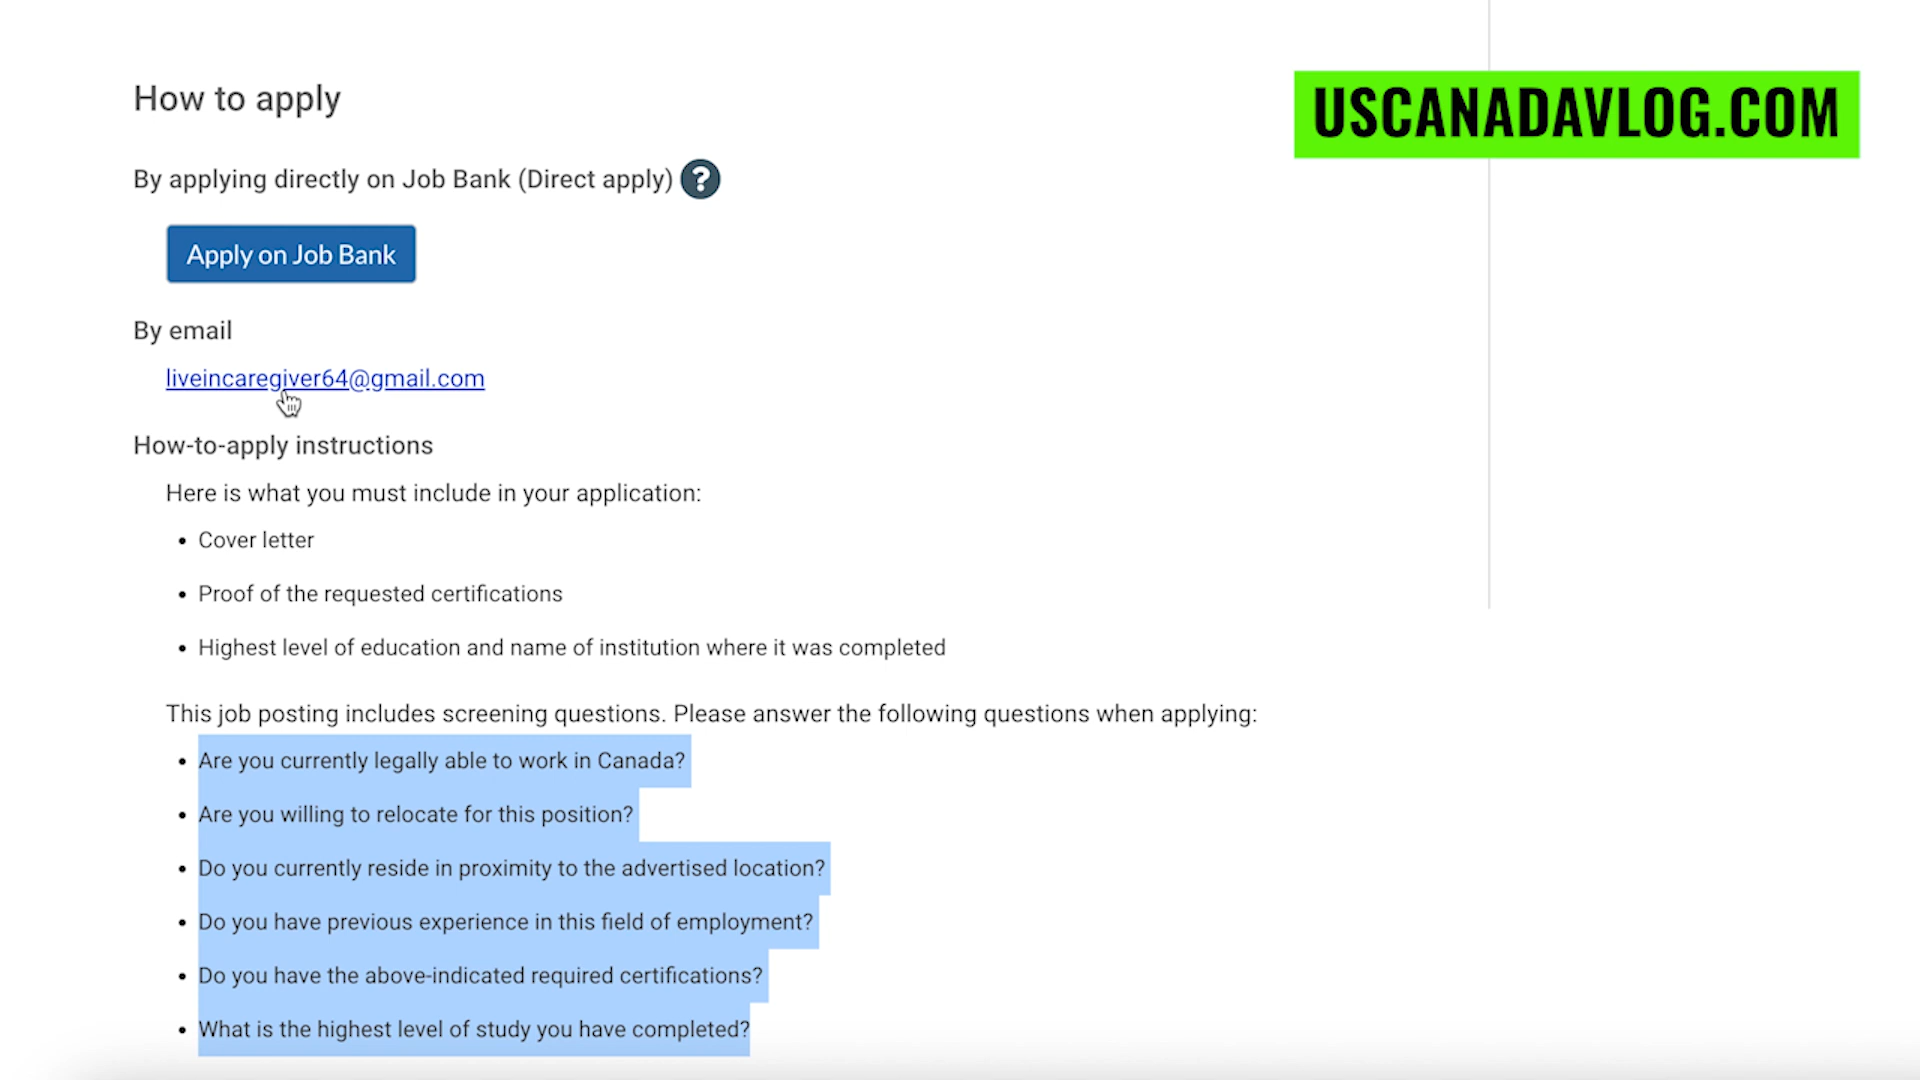 How to apply
USCANADAVLOG.COM
By applying directly on Job Bank (Direct apply) ?
Apply on Job Bank
By email
liveincaregiver64@gmail.com
How-to-apply instructions
Here is what you must include in your application:
• Cover letter
• Proof of the requested certifications
• Highest level of education and name of institution where it was completed
This job posting includes screening questions. Please answer the following questions when applying:
• Are you currently legally able to work in Canada?
• Are you willing to relocate for this position?
• Do you currently reside in proximity to the advertised location?
• Do you have previous experience in this field of employment?
• Do you have the above-indicated required certifications?
• What is the highest level of study you have completed?